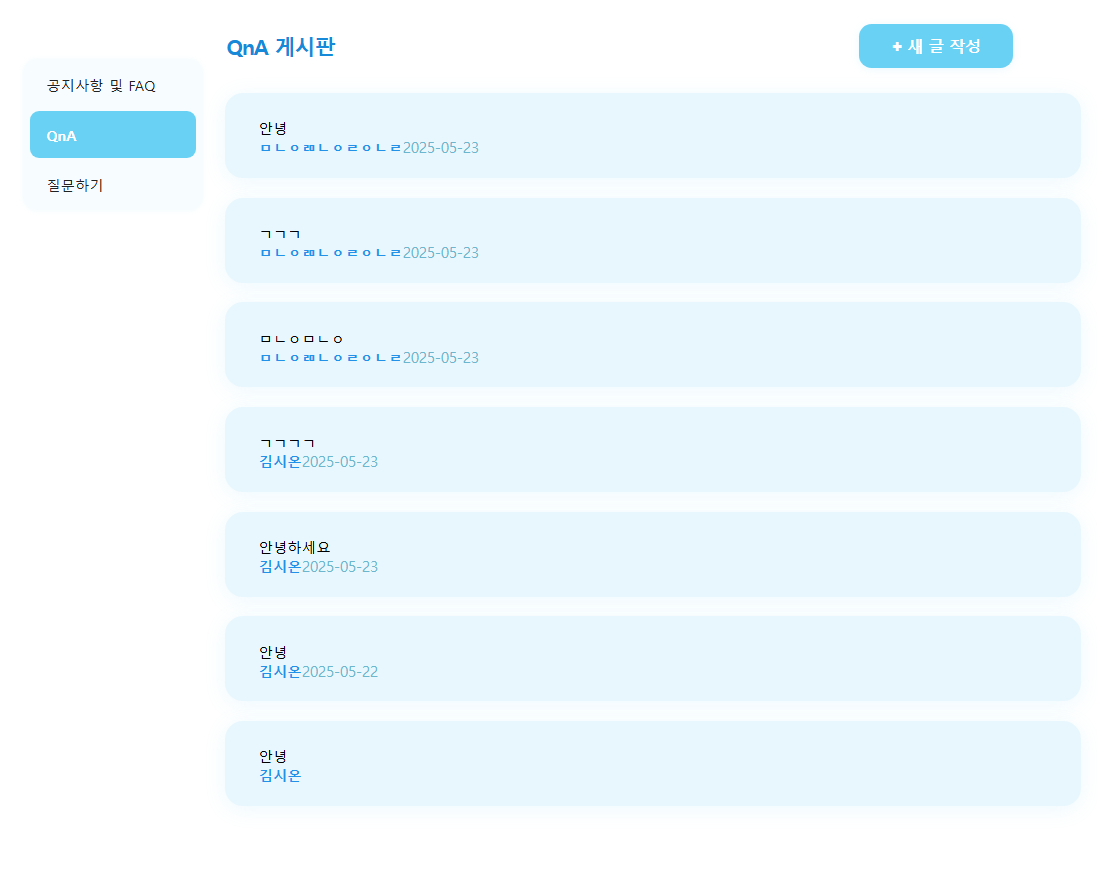 QnA 게시판
+ 새 글 작성
공지사항 및 FAQ
QnA
질문하기
안녕
ㅁㄴㅇㄻㄴㅇㄹㅇㄴㄹ2025-05-23
ㄱㄱㄱ
ㅁㄴㅇㄻㄴㅇㄹㅇㄴㄹ2025-05-23
ㅁㄴㅇㅁㄴㅇ
ㅁㄴㅇㄻㄴㅇㄹㅇㄴㄹ2025-05-23
ㄱㄱㄱㄱ
김시온2025-05-23
안녕하세요
김시온2025-05-23
안녕
김시온2025-05-22
안녕
김시온